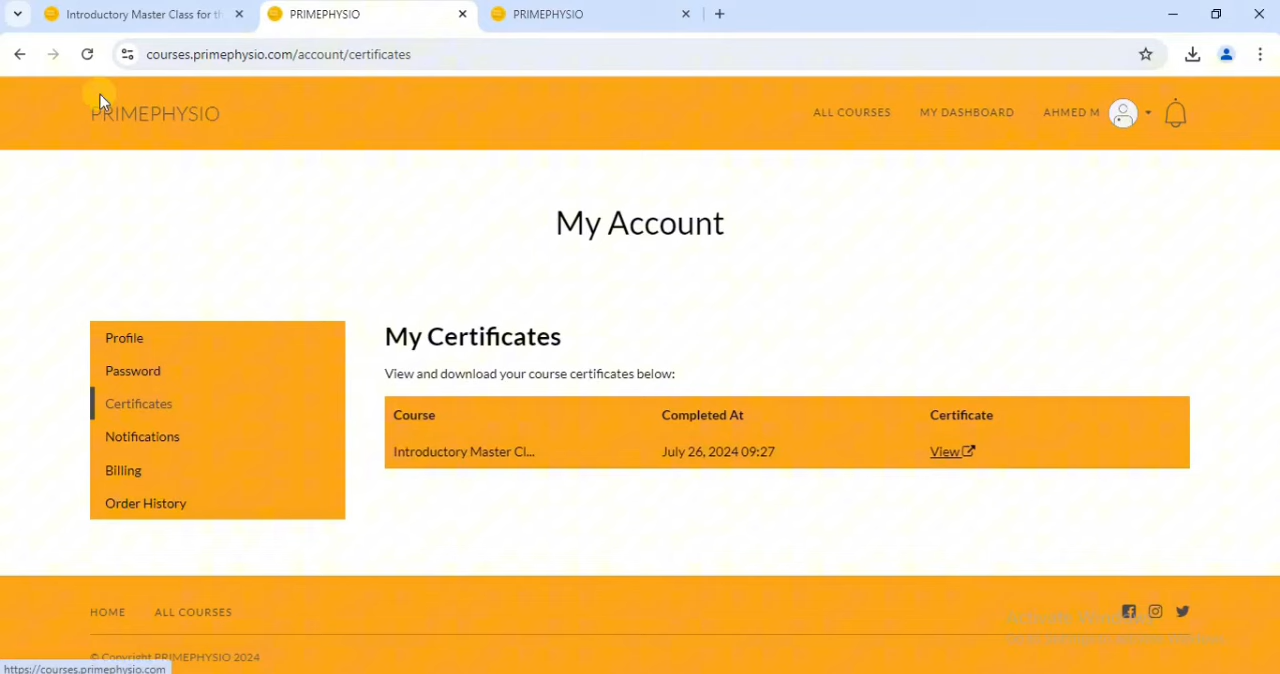 Introductory Master Class for th
PRIMEPHYSIO
PRIMEPHYSIO
courses.primephysio.com/account/certificates
PRIMEPHYSIO
ALL COURSES
MY DASHBOARD
AHMED M
My Account
Profile
Password
Certificates
Notifications
Billing
Order History
My Certificates
View and download your course certificates below:
Course Completed At Certificate
Introductory Master Cl... July 26, 2024 09:27 View
HOME
ALL COURSES
Activate Windows
© Copyright PRIMEPHYSIO 2024
https://courses.primephysio.com